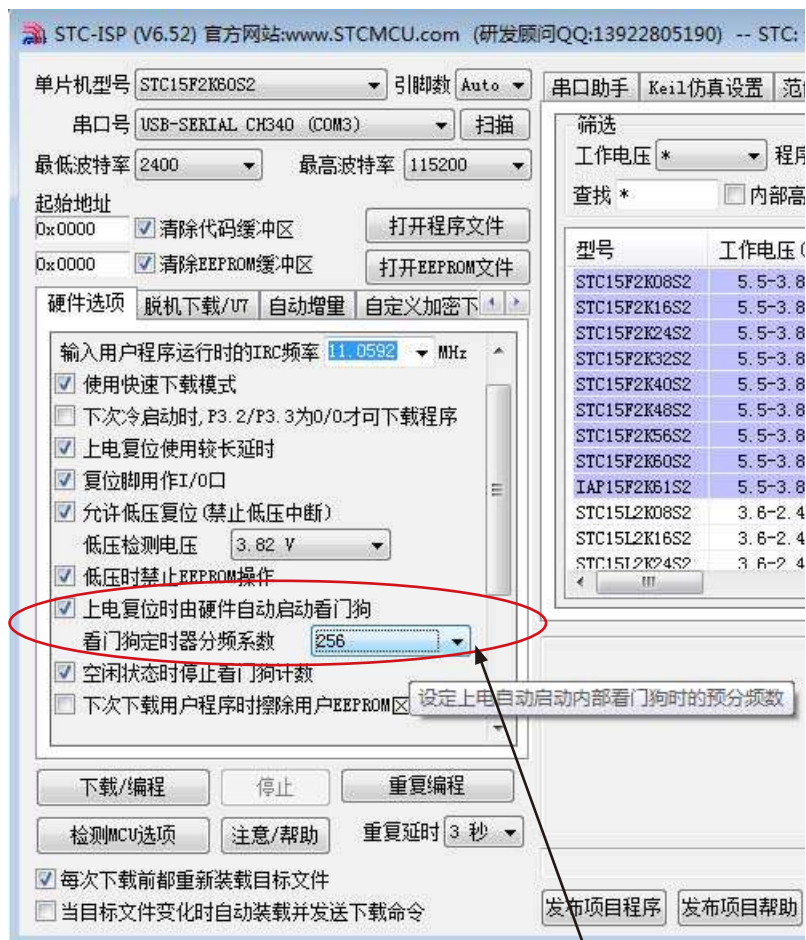 STC-ISP (V6.52) 官方网站:www.STCMCU.com (研发顾问QQ:13922805190) -- STC:
单片机型号 STC15F2K60S2 引脚数 Auto
串口号 USB-SERIAL CH340 (COM3) 扫描
最低波特率 2400 最高波特率 115200
起始地址
0x0000 清除代码缓冲区 打开程序文件
0x0000 清除EEPROM缓冲区 打开EEPROM文件
硬件选项 脱机下载/U7 自动增量 自定义加密下
输入用户程序运行时的IRC频率 11.0592 MHz
使用快速下载模式
下次冷启动时,P3.2/P3.3为0/0才可下载程序
上电复位使用较长延时
复位脚用作I/O口
允许低压复位(禁止低压中断)
低压检测电压 3.82 V
低压时禁止EEPROM操作
上电复位时由硬件自动启动看门狗
看门狗定时器分频系数 256
空闲状态时停止看门狗计数
下次下载用户程序时擦除用户EEPROM区
设定上电自动启动内部看门狗时的预分频数
下载/编程 停止 重复编程
检测MCU选项 注意/帮助 重复延时 3 秒
每次下载前都重新装载目标文件
当目标文件变化时自动装载并发送下载命令
串口助手 Keil仿真设置
筛选
工作电压 * 程序
查找 * 内部高
型号 工作电压(
STC15F2K08S2 5.5-3.8
STC15F2K16S2 5.5-3.8
STC15F2K24S2 5.5-3.8
STC15F2K32S2 5.5-3.8
STC15F2K40S2 5.5-3.8
STC15F2K48S2 5.5-3.8
STC15F2K56S2 5.5-3.8
STC15F2K60S2 5.5-3.8
IAP15F2K61S2 5.5-3.8
STC15L2K08S2 3.6-2.4
STC15L2K16S2 3.6-2.4
STC15L2K24S2 3.6-2.4
发布项目程序 发布项目帮助